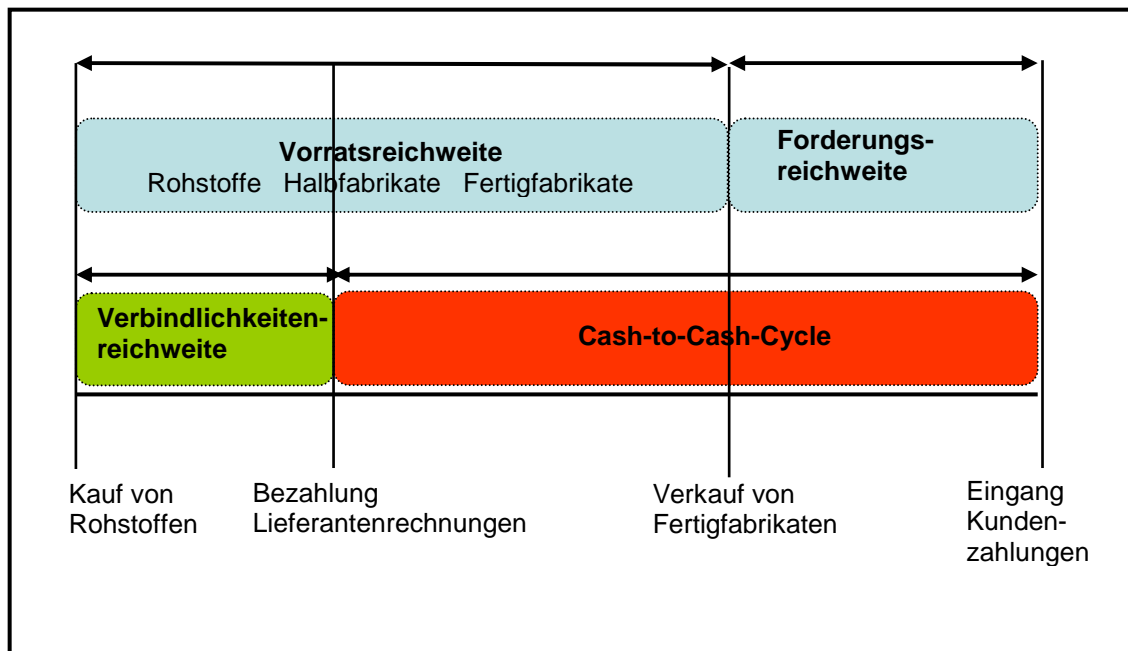 Vorratsreichweite
Rohstoffe Halbfabrikate Fertigfabrikate
Forderungs-
reichweite
Verbindlichkeiten-
reichweite
Cash-to-Cash-Cycle
Kauf von
Rohstoffen
Bezahlung
Lieferantenrechnungen
Verkauf von
Fertigfabrikaten
Eingang
Kunden-
zahlungen